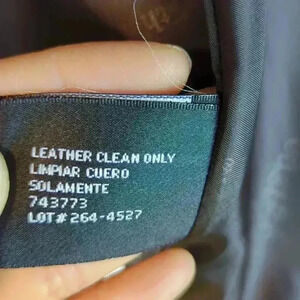 LEATHER CLEAN ONLY
LIMPIAR CUERO
SOLAMENTE
743773
LOT# 264-4527